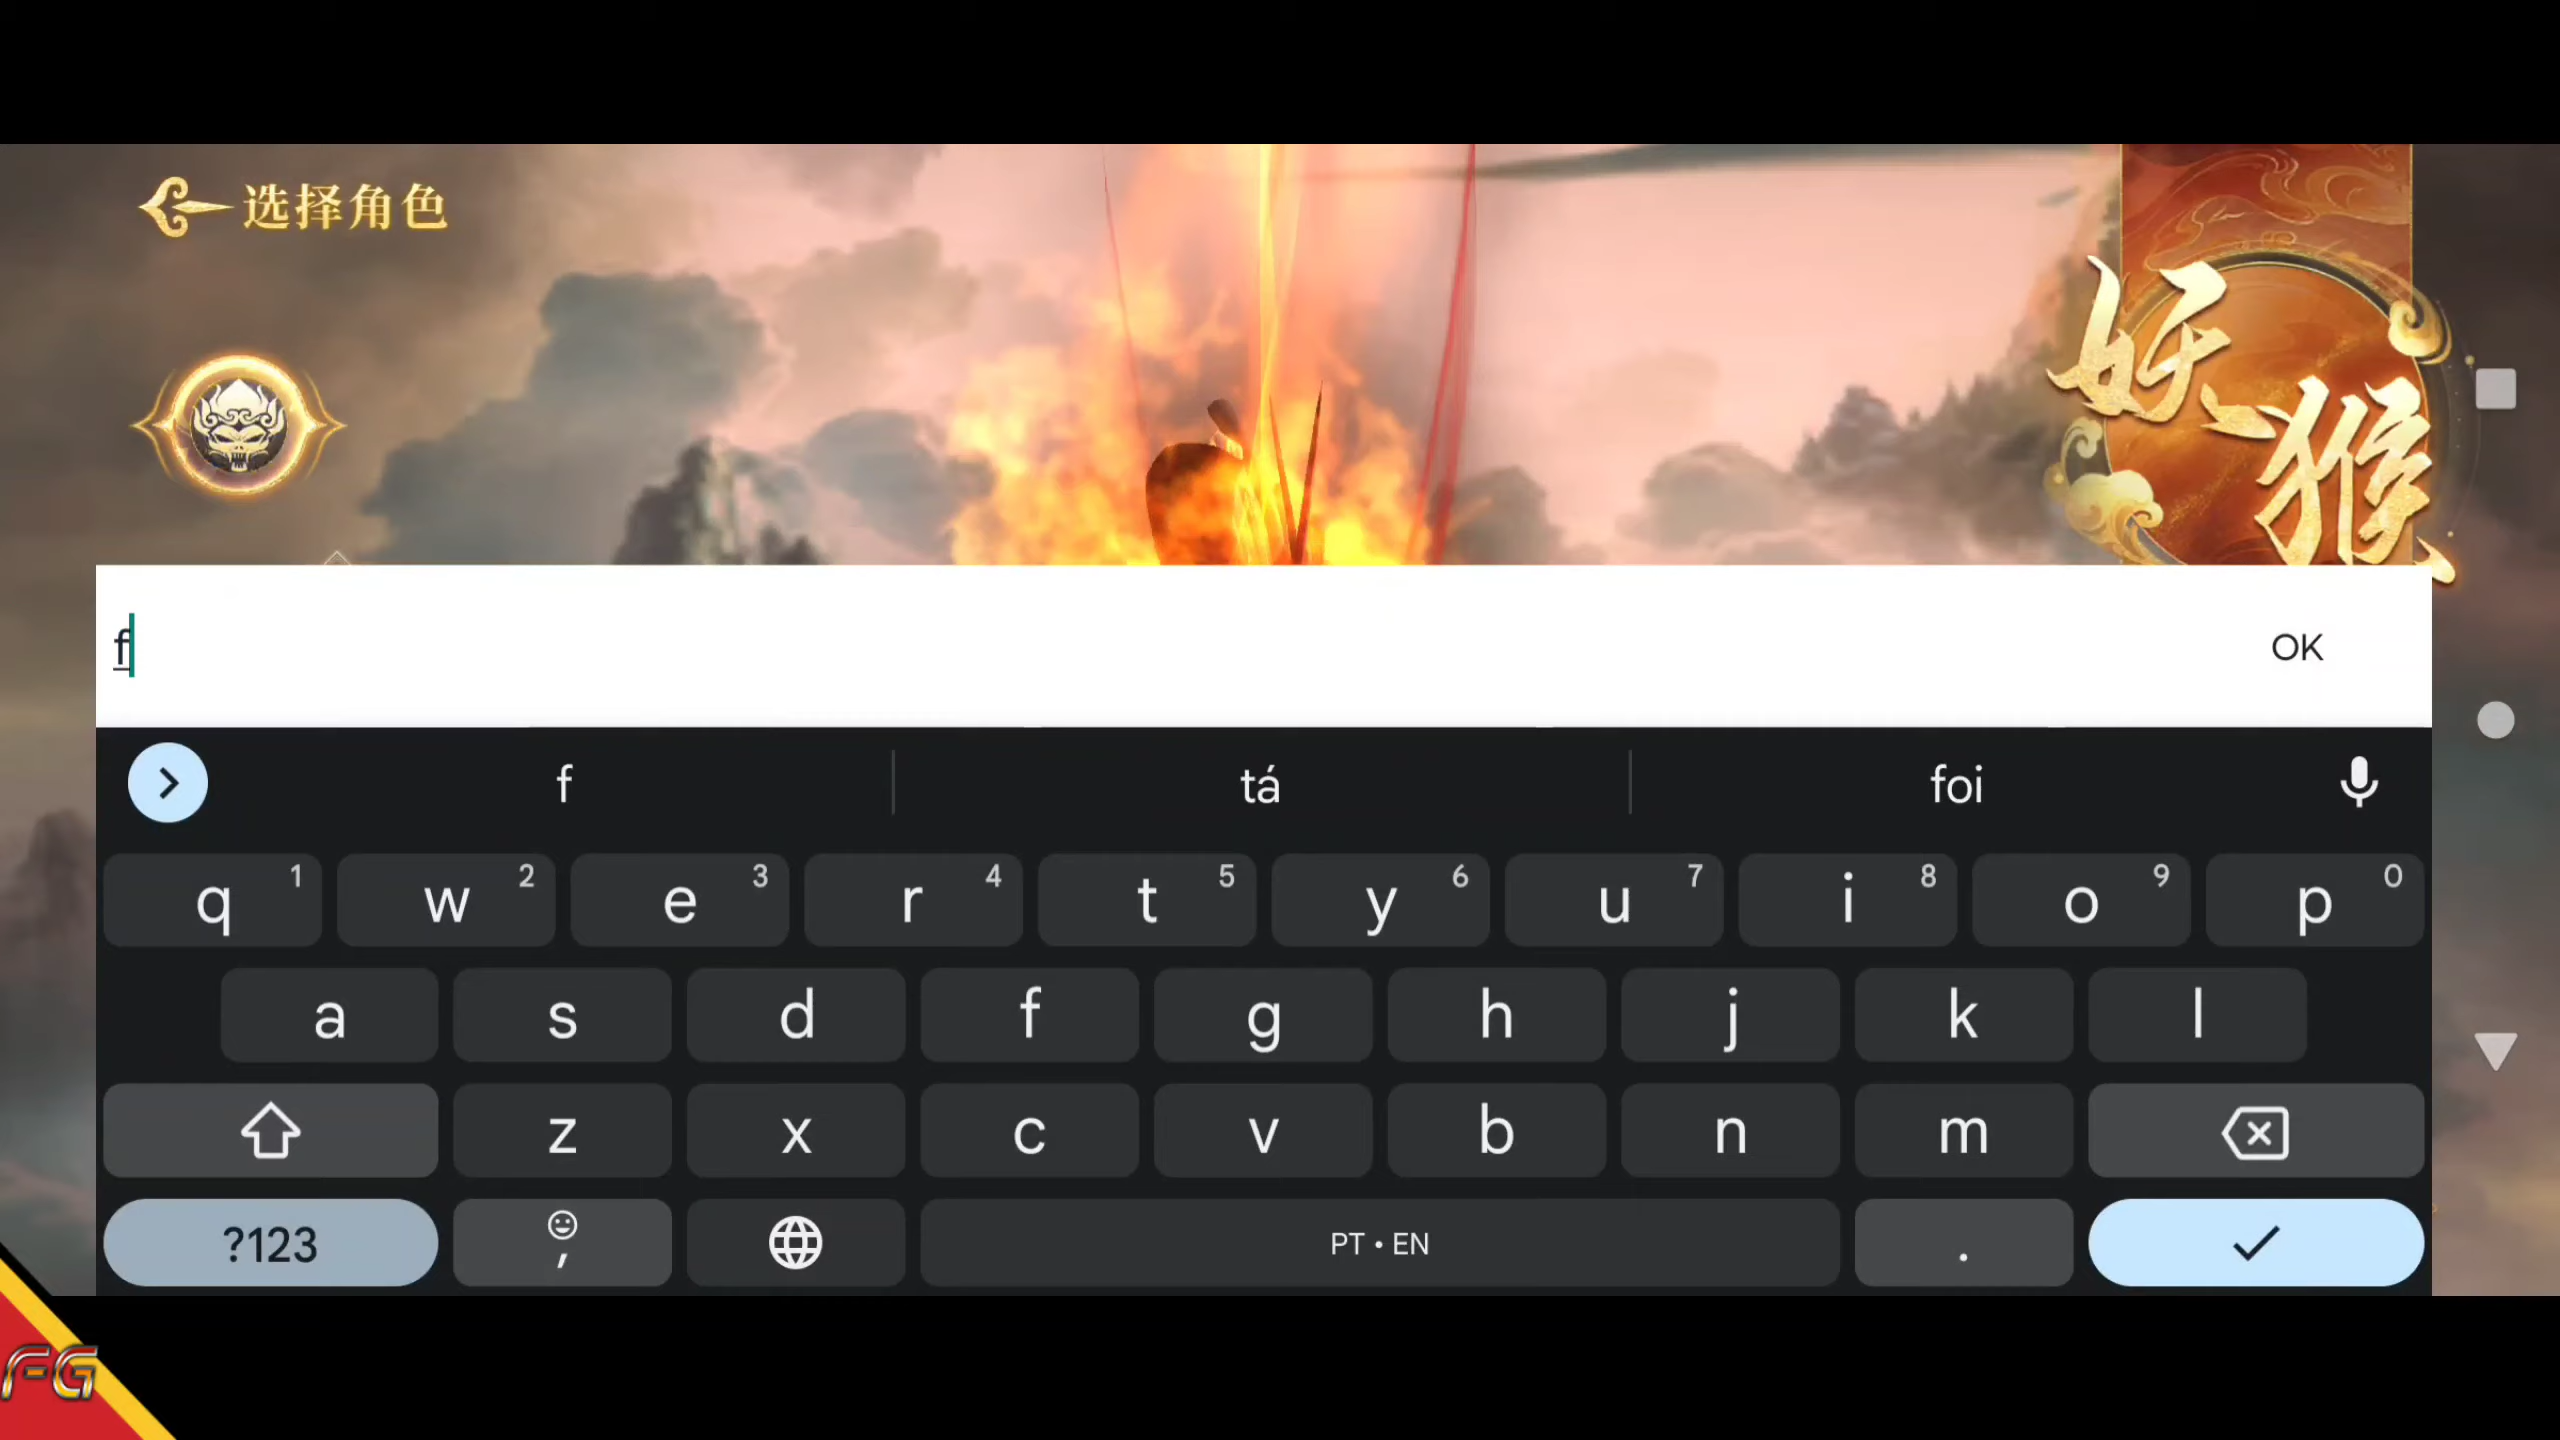 选择角色
妖猴
f
OK
f tá foi
q 1 w 2 e 3 r 4 t 5 y 6 u 7 i 8 o 9 p 0
a s d f g h j k l
z x c v b n m
?123 , PT • EN .
FG